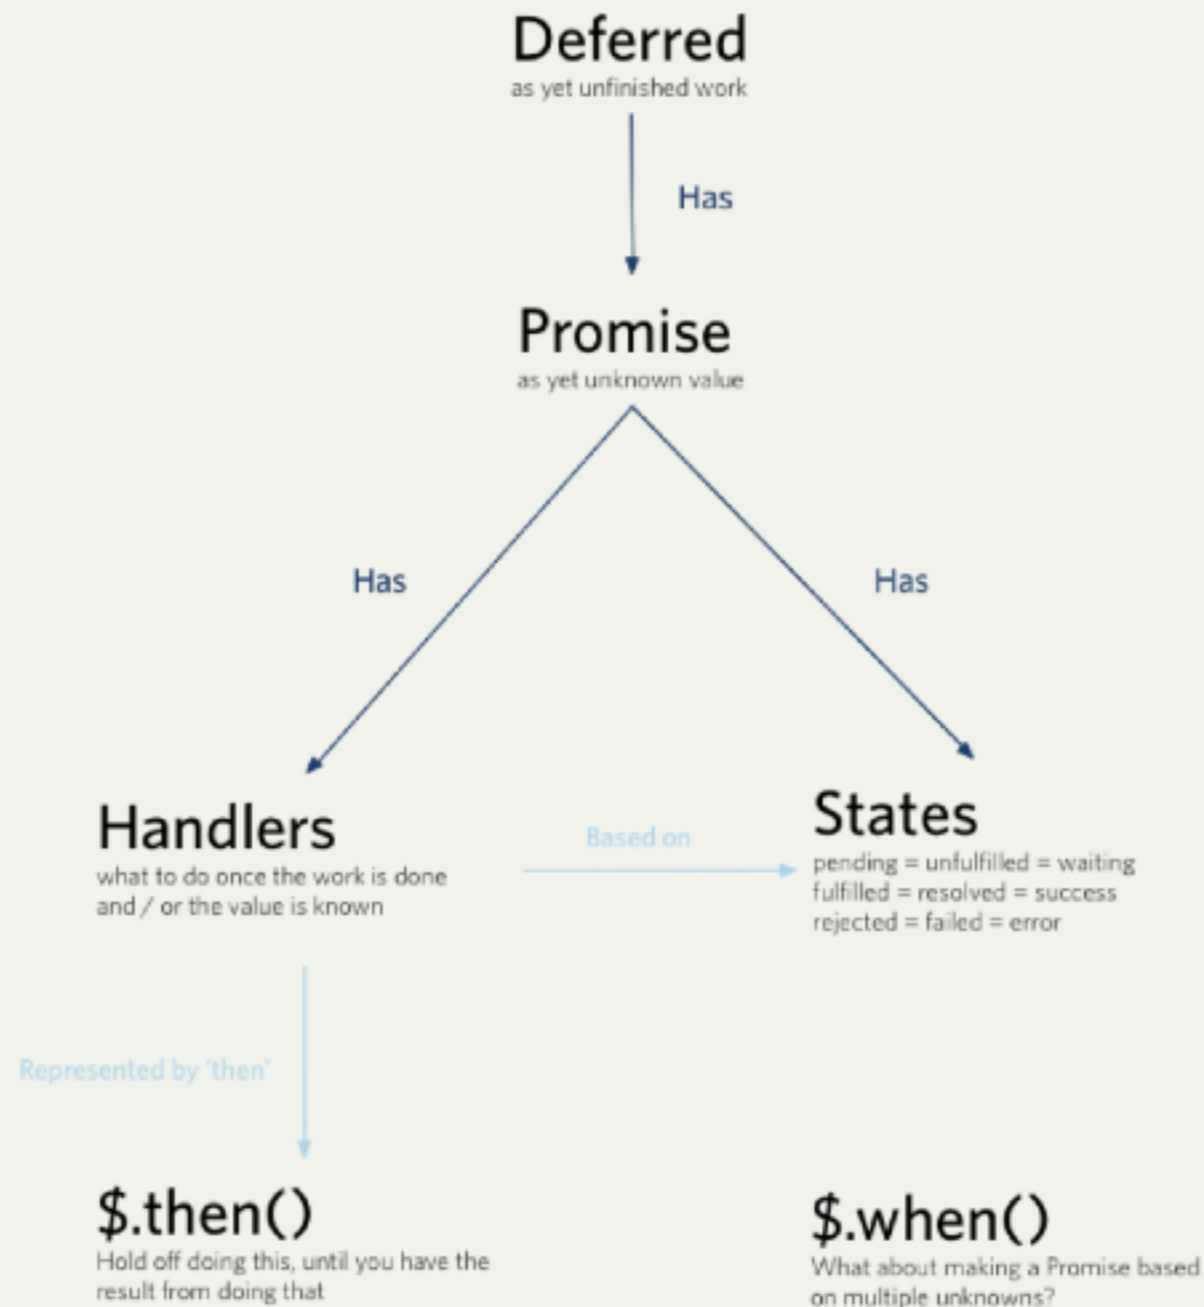 Deferred
as yet unfinished work
Has
Promise
as yet unknown value
Has
Has
Handlers
what to do once the work is done
and / or the value is known
Based on
States
pending = unfulfilled = waiting
fulfilled = resolved = success
rejected = failed = error
Represented by 'then'
$.then()
Hold off doing this, until you have the
result from doing that
$.when()
What about making a Promise based
on multiple unknowns?